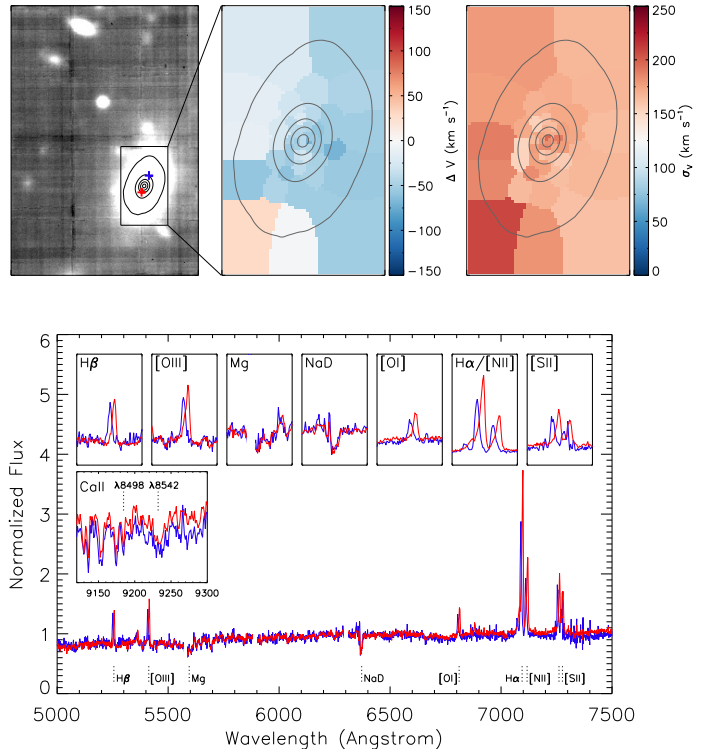 150
100
50
0
−50
−100
−150
Δ V (km s⁻¹)
250
200
150
100
50
0
σᵥ (km s⁻¹)
6
5
4
3
2
1
0
Normalized Flux
Hβ
[OIII]
Mg
NaD
[OI]
Hα/[NII]
[SII]
CaII λ8498 λ8542
9150 9200 9250 9300
Hβ [OIII] Mg NaD [OI] Hα [NII] [SII]
5000 5500 6000 6500 7000 7500
Wavelength (Angstrom)